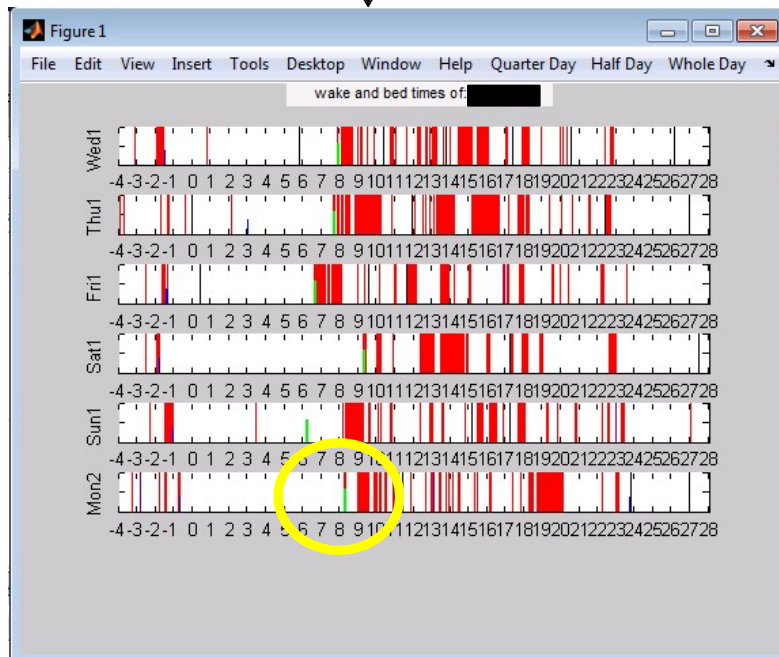 Figure 1
File Edit View Insert Tools Desktop Window Help Quarter Day Half Day Whole Day
wake and bed times of:
Wed1
-4 -3 -2 -1 0 1 2 3 4 5 6 7 8 9 10 11 12 13 14 15 16 17 18 19 20 21 22 23 24 25 26 27 28
Thu1
-4 -3 -2 -1 0 1 2 3 4 5 6 7 8 9 10 11 12 13 14 15 16 17 18 19 20 21 22 23 24 25 26 27 28
Fri1
-4 -3 -2 -1 0 1 2 3 4 5 6 7 8 9 10 11 12 13 14 15 16 17 18 19 20 21 22 23 24 25 26 27 28
Sat1
-4 -3 -2 -1 0 1 2 3 4 5 6 7 8 9 10 11 12 13 14 15 16 17 18 19 20 21 22 23 24 25 26 27 28
Sun1
-4 -3 -2 -1 0 1 2 3 4 5 6 7 8 9 10 11 12 13 14 15 16 17 18 19 20 21 22 23 24 25 26 27 28
Mon2
-4 -3 -2 -1 0 1 2 3 4 5 6 7 8 9 10 11 12 13 14 15 16 17 18 19 20 21 22 23 24 25 26 27 28